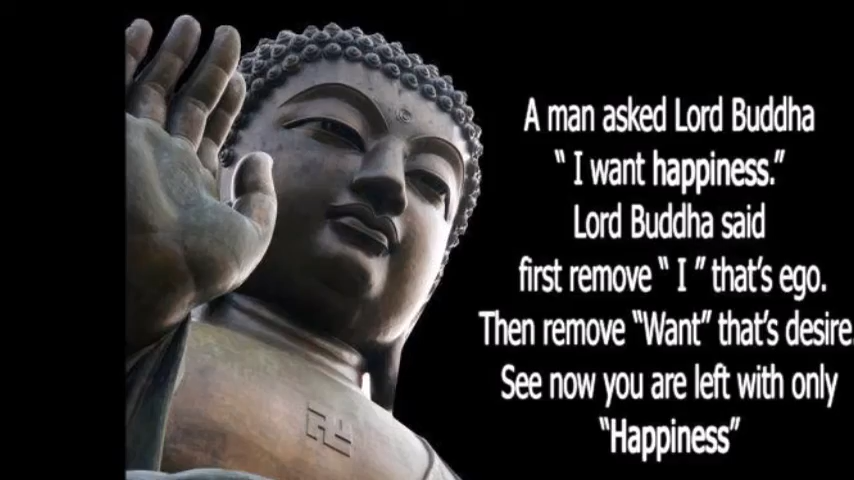 A man asked Lord Buddha
“ I want happiness.”
Lord Buddha said
first remove “ I ” that’s ego.
Then remove “Want” that’s desire.
See now you are left with only
“Happiness”